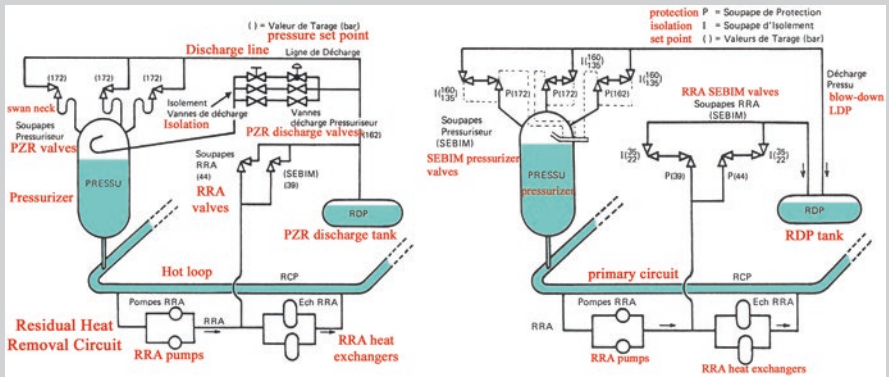 ( ) = Valeur de Tarage (bar)
pressure set point
Discharge line
Ligne de Décharge
(172)
(172)
(172)
swan neck
Isolement
Vannes de décharge
Isolation
Vannes
décharge Pressuriseur
PZR discharge valves
(162)
Soupapes
Pressuriseur
PZR valves
Soupapes
RRA
(44)
(SEBIM)
(39)
RRA
valves
Pressurizer
PRESSU
RDP
PZR discharge tank
Hot loop
RCP
Pompes RRA
RRA
Ech RRA
Residual Heat
Removal Circuit
RRA pumps
RRA heat
exchangers
protection P = Soupape de Protection
isolation I = Soupape d'Isolement
set point ( ) = Valeurs de Tarage (bar)
I(160/135)
I(160/135)
I(160/135)
P(172)
P(172)
P(162)
Décharge
Pressu
blow-down
LDP
RRA SEBIM valves
Soupapes RRA
(SEBIM)
Soupapes
Pressuriseur
(SEBIM)
SEBIM pressurizer
valves
I(35/22)
I(35/22)
P(39)
P(44)
PRESSU
pressurizer
RDP
RDP tank
primary circuit
RCP
Pompes RRA
Ech RRA
RRA
RRA pumps
RRA heat exchangers